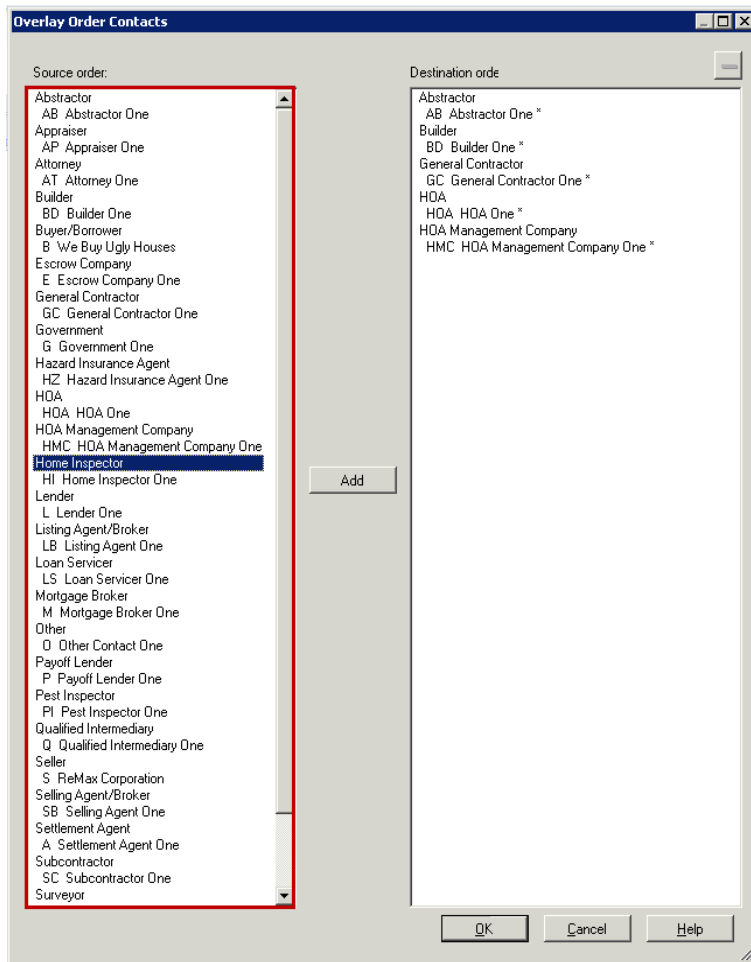 Overlay Order Contacts
Source order:
Abstractor
AB Abstractor One
Appraiser
AP Appraiser One
Attorney
AT Attorney One
Builder
BD Builder One
Buyer/Borrower
B We Buy Ugly Houses
Escrow Company
E Escrow Company One
General Contractor
GC General Contractor One
Government
G Government One
Hazard Insurance Agent
HZ Hazard Insurance Agent One
HOA
HOA HOA One
HOA Management Company
HMC HOA Management Company One
Home Inspector
HI Home Inspector One
Lender
L Lender One
Listing Agent/Broker
LB Listing Agent One
Loan Servicer
LS Loan Servicer One
Mortgage Broker
M Mortgage Broker One
Other
O Other Contact One
Payoff Lender
P Payoff Lender One
Pest Inspector
PI Pest Inspector One
Qualified Intermediary
Q Qualified Intermediary One
Seller
S ReMax Corporation
Selling Agent/Broker
SB Selling Agent One
Settlement Agent
A Settlement Agent One
Subcontractor
SC Subcontractor One
Surveyor
Add
Destination orde
Abstractor
AB Abstractor One *
Builder
BD Builder One *
General Contractor
GC General Contractor One *
HOA
HOA HOA One *
HOA Management Company
HMC HOA Management Company One *
OK
Cancel
Help